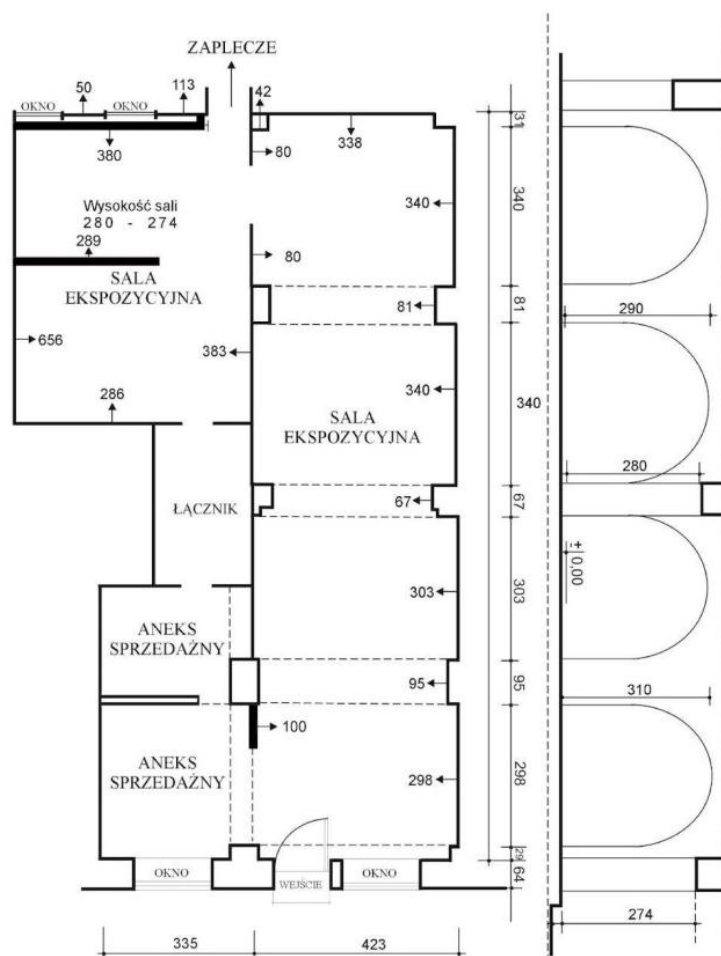 ZAPLECZE
50
113
42
OKNO
OKNO
31
380
80
338
Wysokość sali
280 - 274
340
340
289
80
SALA
EKSPOZYCYJNA
81
81
290
656
383
286
340
340
SALA
EKSPOZYCYJNA
280
ŁĄCZNIK
67
67
± 0,00
303
303
ANEKS
SPRZEDAŻNY
95
95
310
100
ANEKS
SPRZEDAŻNY
298
298
29
OKNO
WEJŚCIE
OKNO
64
274
335
423